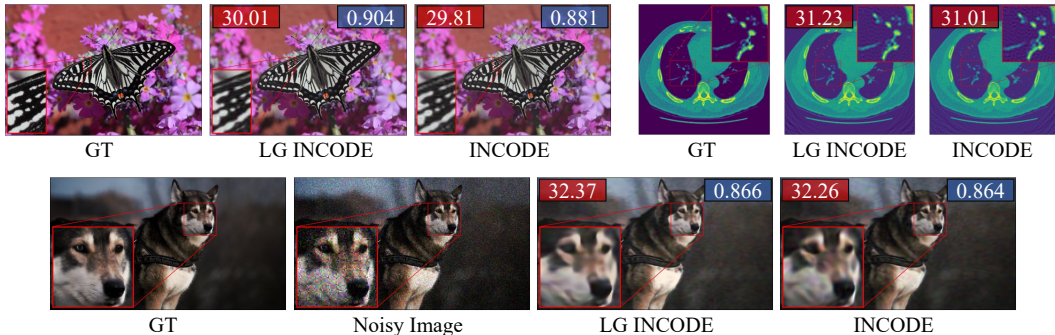 30.01 0.904 29.81 0.881 31.23 31.01
GT LG INCODE INCODE GT LG INCODE INCODE
32.37 0.866 32.26 0.864
GT Noisy Image LG INCODE INCODE